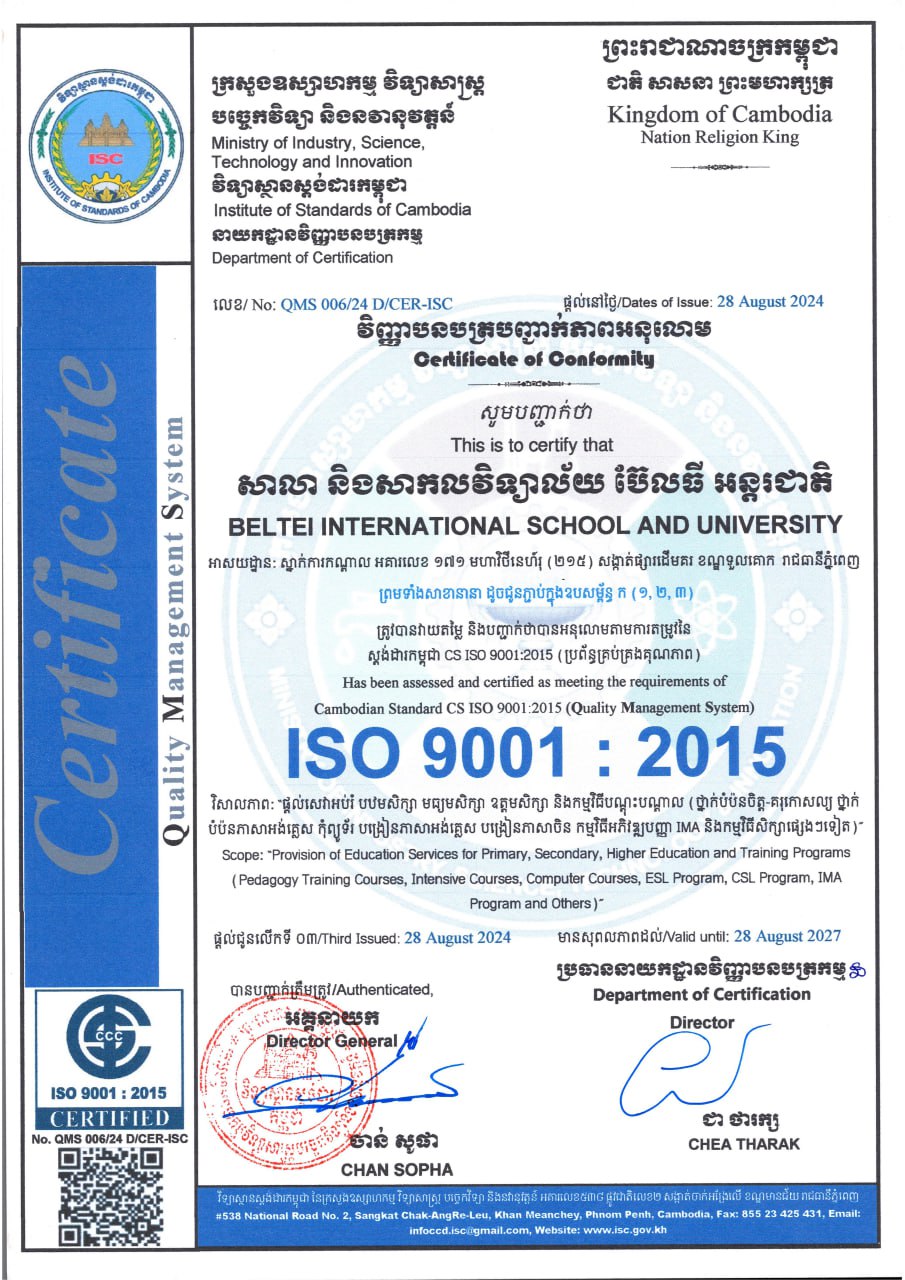 ព្រះរាជាណាចក្រកម្ពុជា
ជាតិ សាសនា ព្រះមហាក្សត្រ
Kingdom of Cambodia
Nation Religion King
ក្រសួងឧស្សាហកម្ម វិទ្យាសាស្ត្រ
បច្ចេកវិទ្យា និងនវានុវត្តន៍
Ministry of Industry, Science,
Technology and Innovation
វិទ្យាស្ថានស្តង់ដារកម្ពុជា
Institute of Standards of Cambodia
នាយកដ្ឋានវិញ្ញាបនបត្រកម្ម
Department of Certification
វិទ្យាស្ថានស្តង់ដារកម្ពុជា
ISC
INSTITUTE OF STANDARDS OF CAMBODIA
លេខ/ No: QMS 006/24 D/CER-ISC
ផ្តល់នៅថ្ងៃ/Dates of Issue: 28 August 2024
វិញ្ញាបនបត្របញ្ជាក់ភាពអនុលោម
Certificate of Conformity
សូមបញ្ជាក់ថា
This is to certify that
សាលា និងសាកលវិទ្យាល័យ ប៊ែលធី អន្តរជាតិ
BELTEI INTERNATIONAL SCHOOL AND UNIVERSITY
អាសយដ្ឋាន: ស្នាក់ការកណ្តាល អគារលេខ ១៧១ មហាវិថីនេហ៍រុ (២១៥) សង្កាត់ផ្សារដើមគរ ខណ្ឌទួលគោក រាជធានីភ្នំពេញ
ព្រមទាំងសាខានានា ដូចជូនភ្ជាប់ក្នុងឧបសម្ព័ន្ធ ក (១, ២, ៣)
ត្រូវបានវាយតម្លៃ និងបញ្ជាក់ថាបានអនុលោមតាមការតម្រូវនៃ
ស្តង់ដារកម្ពុជា CS ISO 9001:2015 (ប្រព័ន្ធគ្រប់គ្រងគុណភាព)
Has been assessed and certified as meeting the requirements of
Cambodian Standard CS ISO 9001:2015 (Quality Management System)
ISO 9001 : 2015
វិសាលភាព: “ផ្តល់សេវាអប់រំ បឋមសិក្សា មធ្យមសិក្សា ឧត្តមសិក្សា និងកម្មវិធីបណ្តុះបណ្តាល (ថ្នាក់បំប៉នចិត្ត-គរុកោសល្យ ថ្នាក់
បំប៉នភាសាអង់គ្លេស កុំព្យូទ័រ បង្រៀនភាសាអង់គ្លេស បង្រៀនភាសាចិន កម្មវិធីអភិវឌ្ឍបញ្ញា IMA និងកម្មវិធីសិក្សាផ្សេងៗទៀត)”
Scope: “Provision of Education Services for Primary, Secondary, Higher Education and Training Programs
(Pedagogy Training Courses, Intensive Courses, Computer Courses, ESL Program, CSL Program, IMA
Program and Others)”
ផ្តល់ជូនលើកទី ០៣/Third Issued: 28 August 2024
មានសុពលភាពដល់/Valid until: 28 August 2027
បានបញ្ជាក់ត្រឹមត្រូវ/Authenticated,
អគ្គនាយក
Director General
ចាន់ សូផា
CHAN SOPHA
ប្រធាននាយកដ្ឋានវិញ្ញាបនបត្រកម្ម
Department of Certification
Director
ជា ថារក្ស
CHEA THARAK
Certificate
Quality Management System
CCC
ISO 9001 : 2015
CERTIFIED
No. QMS 006/24 D/CER-ISC
វិទ្យាស្ថានស្តង់ដារកម្ពុជា នៃក្រសួងឧស្សាហកម្ម វិទ្យាសាស្ត្រ បច្ចេកវិទ្យា និងនវានុវត្តន៍ អគារលេខ៥៣៨ ផ្លូវជាតិលេខ២ សង្កាត់ចាក់អង្រែលើ ខណ្ឌមានជ័យ រាជធានីភ្នំពេញ
#538 National Road No. 2, Sangkat Chak-AngRe-Leu, Khan Meanchey, Phnom Penh, Cambodia, Fax: 855 23 425 431, Email:
infoccd.isc@gmail.com, Website: www.isc.gov.kh